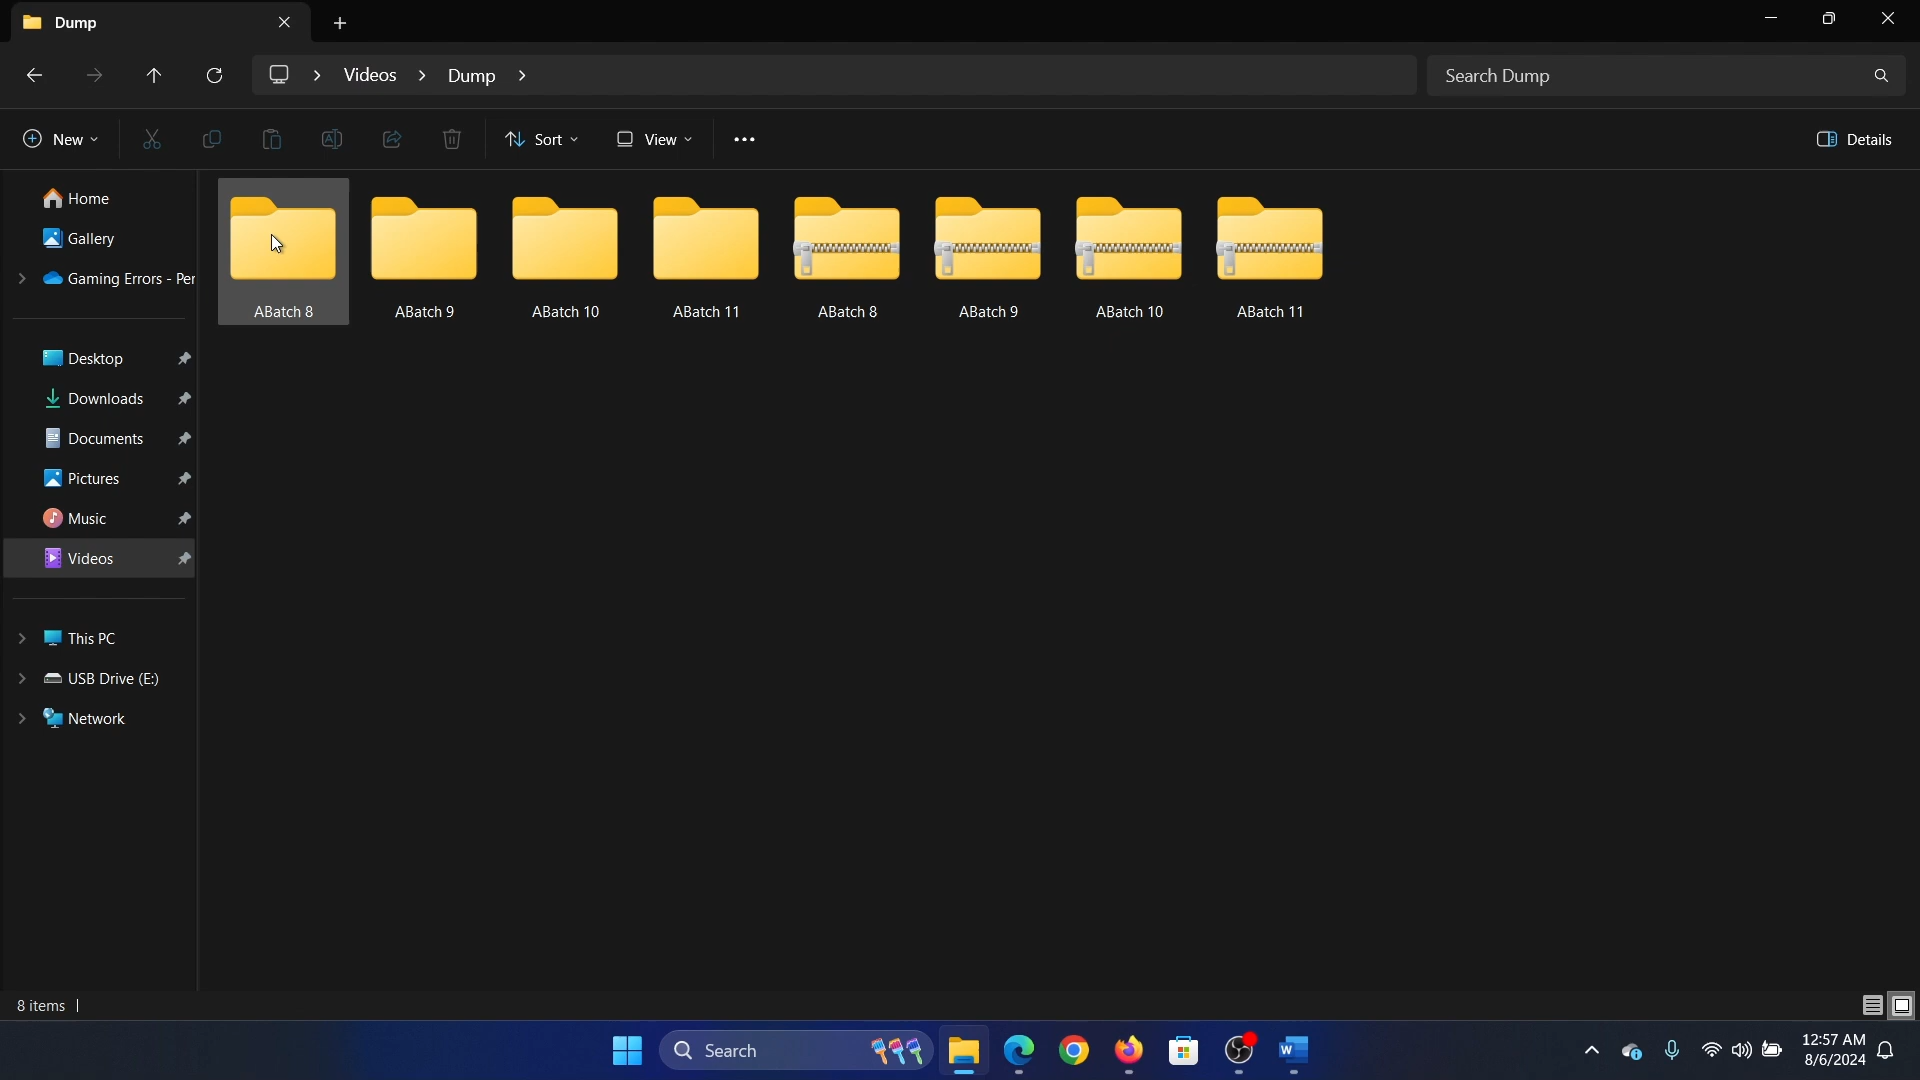 Dump
Videos
Dump
Search Dump
New
Sort
View
Details
Home
Gallery
Gaming Errors - Per
Desktop
Downloads
Documents
Pictures
Music
Videos
This PC
USB Drive (E:)
Network
ABatch 8
ABatch 9
ABatch 10
ABatch 11
ABatch 8
ABatch 9
ABatch 10
ABatch 11
8 items
Search
12:57 AM
8/6/2024